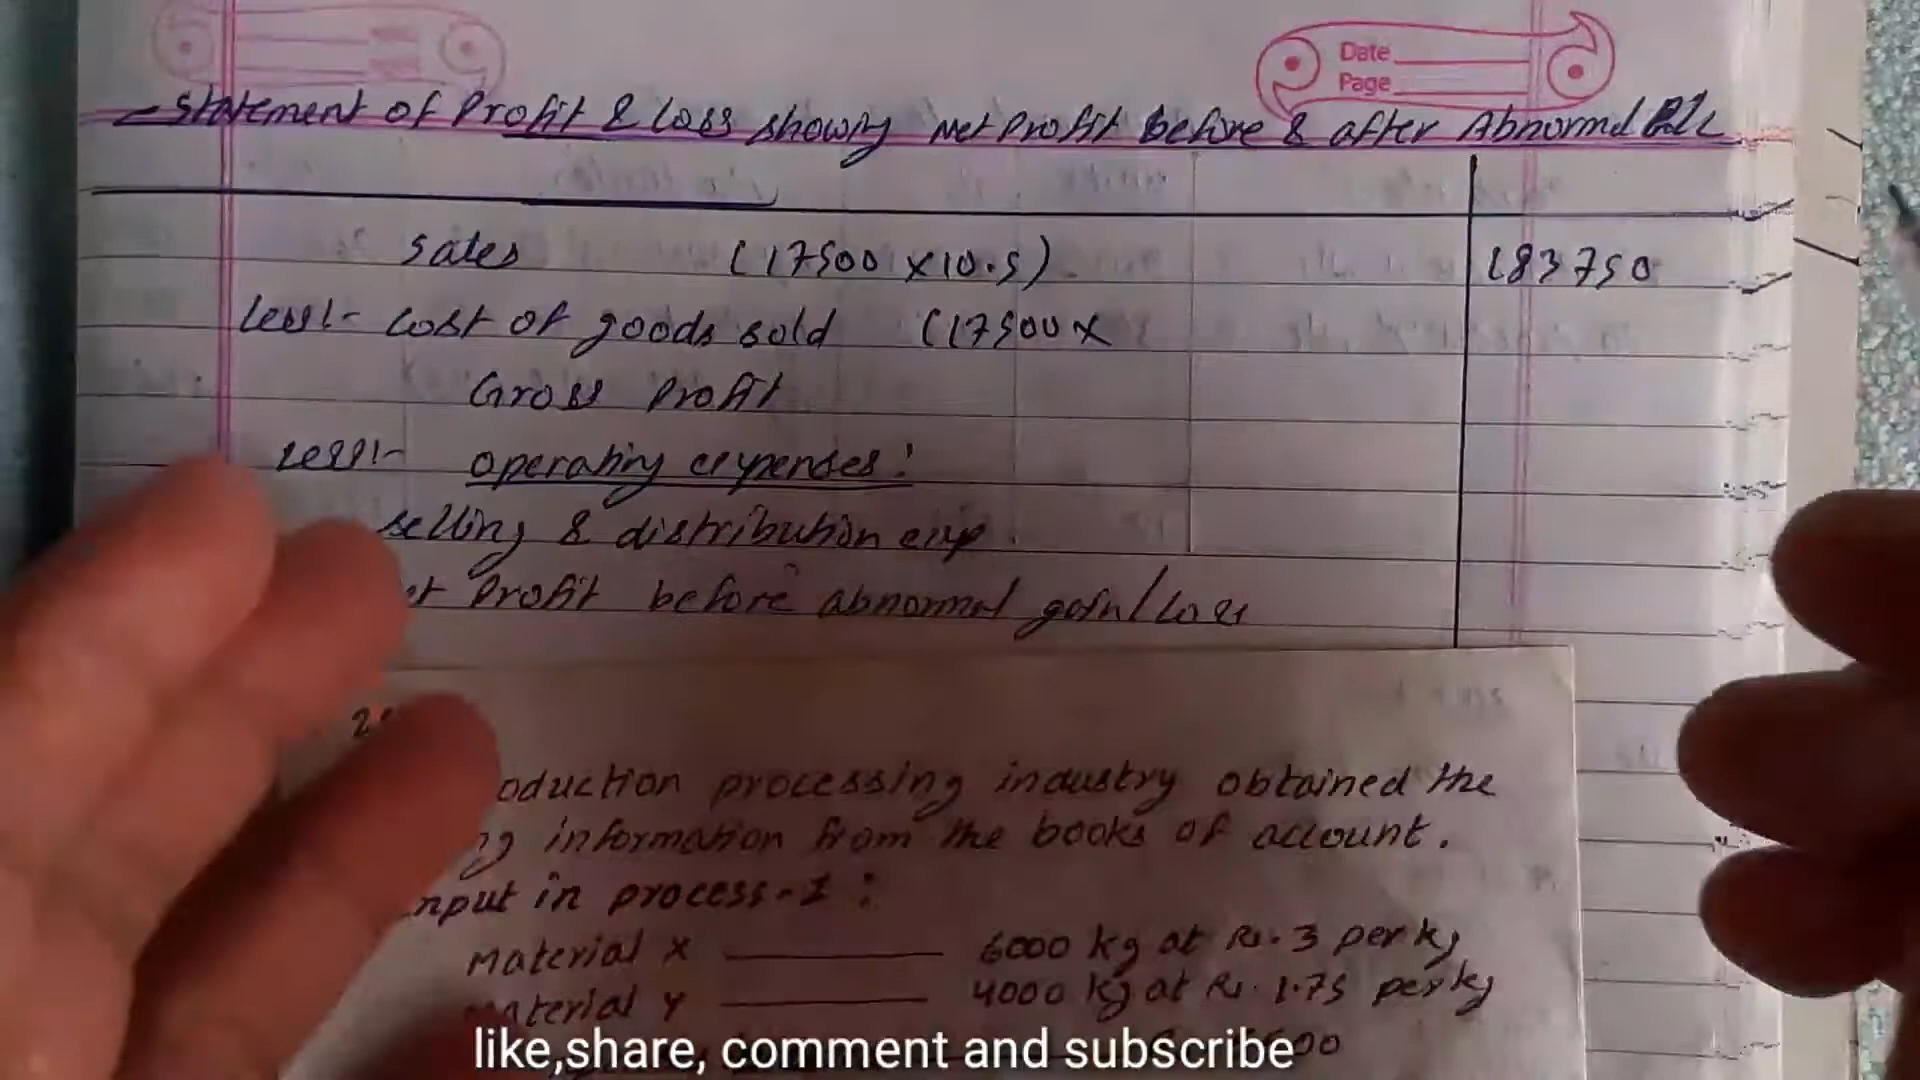 Date
Page
Statement of Profit & Loss showing Net Profit before & after Abnormal
Sales (17500 × 10.5) 183750
Less:- cost of goods sold (17500 ×
Gross Profit
Less:- operating expenses:
selling & distribution exp.
Profit before abnormal gain/Loss
oduction processing industry obtained the
ng information from the books of account.
nput in process-I:
Material X 6000 kg at Rs. 3 per kg
aterial Y 4000 kg at Rs. 1.75 per kg
like,share, comment and subscribe